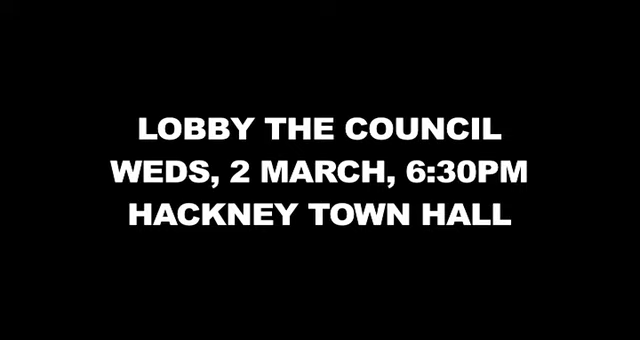 LOBBY THE COUNCIL
WEDS, 2 MARCH, 6:30PM
HACKNEY TOWN HALL